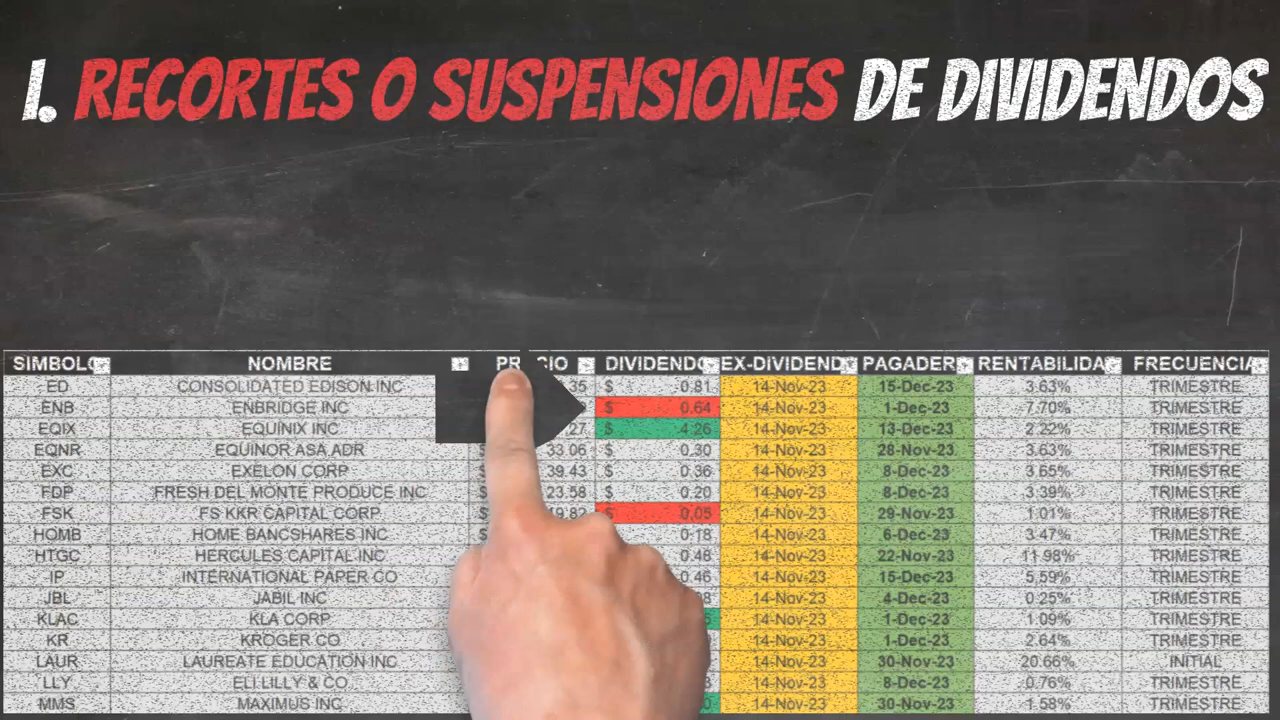 1. RECORTES O SUSPENSIONES DE DIVIDENDOS
SIMBOLO NOMBRE DIVIDENDO EX-DIVIDEND PAGADER RENTABILIDA FRECUENCIA
ED CONSOLIDATED EDISON INC 35 $ 0.81 14-Nov-23 15-Dec-23 3.63% TRIMESTRE
ENB ENBRIDGE INC $ 0.64 14-Nov-23 1-Dec-23 7.70% TRIMESTRE
EQIX EQUINIX INC .27 $ 4.26 14-Nov-23 13-Dec-23 2.22% TRIMESTRE
EQNR EQUINOR ASA ADR $ 33.06 $ 0.30 14-Nov-23 28-Nov-23 3.63% TRIMESTRE
EXC EXELON CORP $ 39.43 $ 0.36 14-Nov-23 8-Dec-23 3.65% TRIMESTRE
FDP FRESH DEL MONTE PRODUCE INC $ 23.58 $ 0.20 14-Nov-23 8-Dec-23 3.39% TRIMESTRE
FSK FS KKR CAPITAL CORP $ 19.82 $ 0.05 14-Nov-23 29-Nov-23 1.01% TRIMESTRE
HOMB HOME BANCSHARES INC 0.18 14-Nov-23 6-Dec-23 3.47% TRIMESTRE
HTGC HERCULES CAPITAL INC 0.48 14-Nov-23 22-Nov-23 11.98% TRIMESTRE
IP INTERNATIONAL PAPER CO 0.46 14-Nov-23 15-Dec-23 5.59% TRIMESTRE
JBL JABIL INC 14-Nov-23 4-Dec-23 0.25% TRIMESTRE
KLAC KLA CORP 14-Nov-23 1-Dec-23 1.09% TRIMESTRE
KR KROGER CO 14-Nov-23 1-Dec-23 2.64% TRIMESTRE
LAUR LAUREATE EDUCATION INC 14-Nov-23 30-Nov-23 20.66% INITIAL
LLY ELI LILLY & CO 14-Nov-23 8-Dec-23 0.76% TRIMESTRE
MMS MAXIMUS INC 14-Nov-23 30-Nov-23 1.58% TRIMESTRE